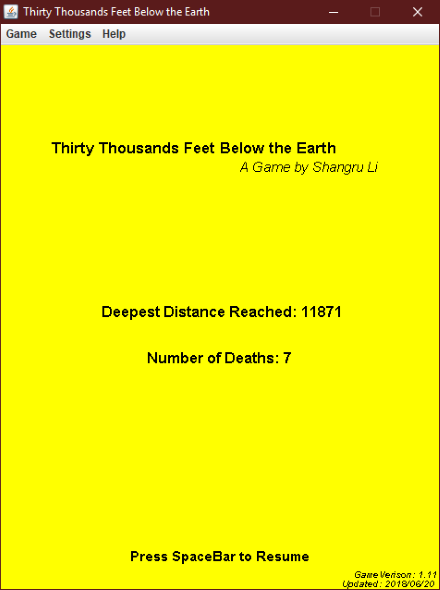 Thirty Thousands Feet Below the Earth
Game Settings Help
Thirty Thousands Feet Below the Earth
A Game by Shangru Li
Deepest Distance Reached: 11871
Number of Deaths: 7
Press SpaceBar to Resume
Game Verison: 1.11
Updated: 2018/06/20